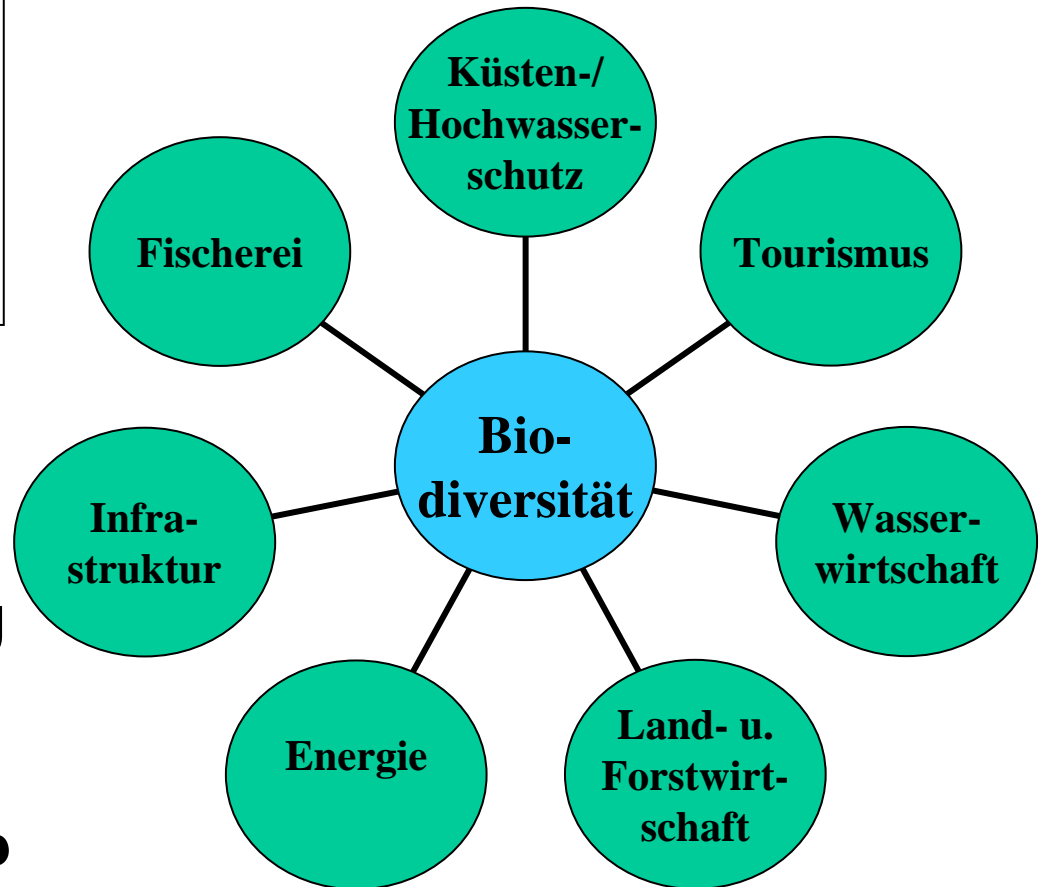 Küsten-/
Hochwasser-
schutz
Fischerei
Tourismus
Bio-
diversität
Infra-
struktur
Wasser-
wirtschaft
Energie
Land- u.
Forstwirt-
schaft